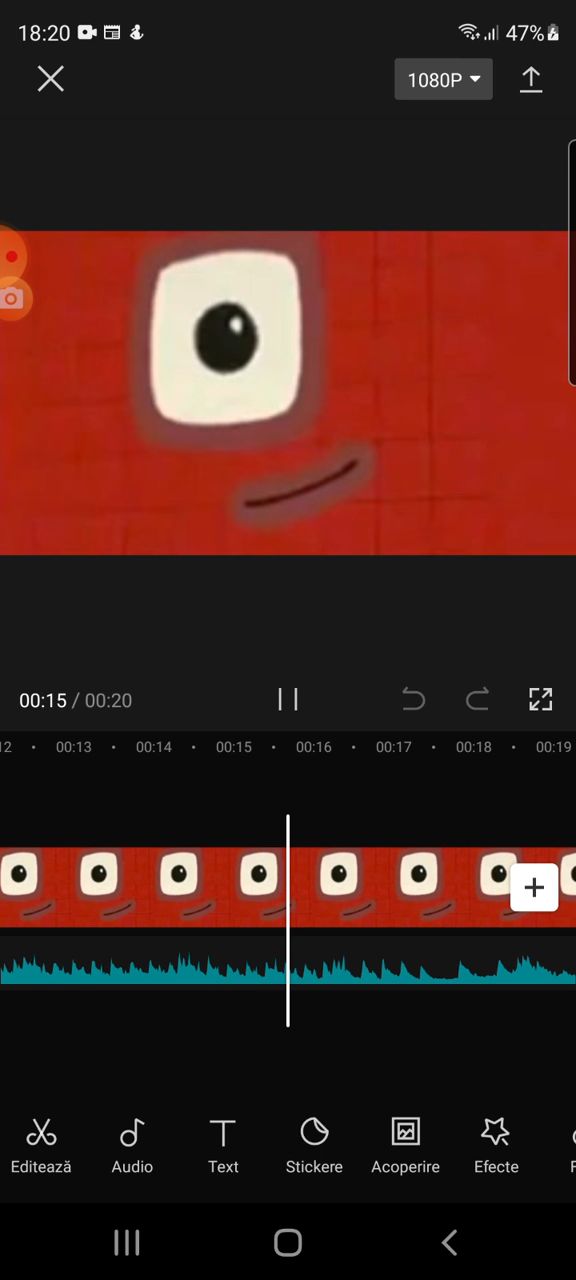 18:20
47%
1080P
00:15 / 00:20
12 00:13 00:14 00:15 00:16 00:17 00:18 00:19
Editează Audio Text Stickere Acoperire Efecte